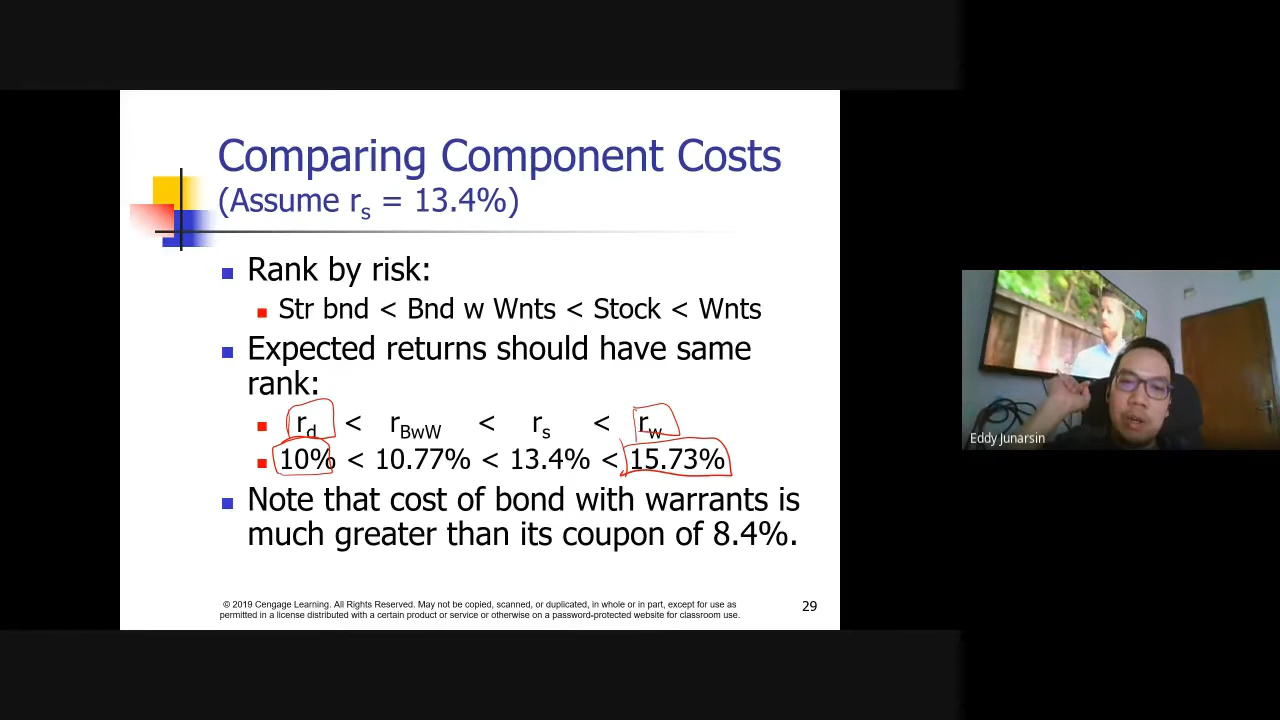 Comparing Component Costs
(Assume rs = 13.4%)
Rank by risk:
Str bnd < Bnd w Wnts < Stock < Wnts
Expected returns should have same
rank:
rd < rBwW < rs < rw
10% < 10.77% < 13.4% < 15.73%
Note that cost of bond with warrants is
much greater than its coupon of 8.4%.
© 2019 Cengage Learning. All Rights Reserved. May not be copied, scanned, or duplicated, in whole or in part, except for use as
permitted in a license distributed with a certain product or service or otherwise on a password-protected website for classroom use.
29
Eddy Junarsin